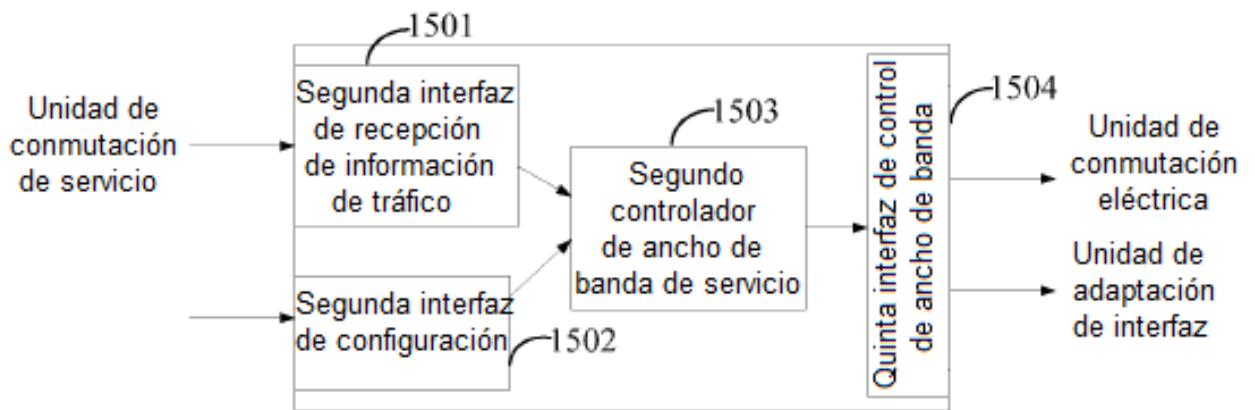 1501
Unidad de
conmutación
de servicio
Segunda interfaz
de recepción
de información
de tráfico
Segunda interfaz
de configuración
1502
1503
Segundo
controlador
de ancho de
banda de servicio
Quinta interfaz de control
de ancho de banda
1504
Unidad de
conmutación
eléctrica
Unidad de
adaptación
de interfaz